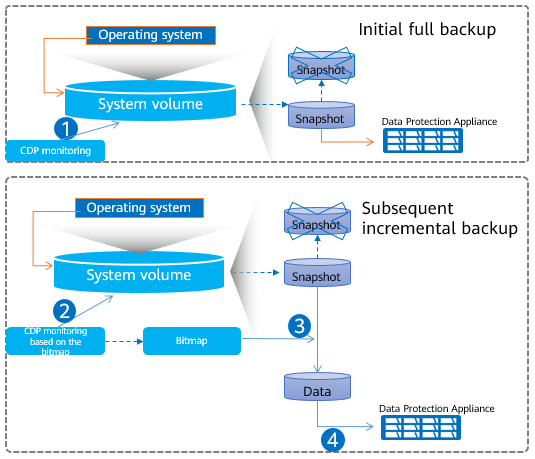 Initial full backup
Operating system
Snapshot
System volume
Snapshot
Data Protection Appliance
1
CDP monitoring
Subsequent
incremental backup
Operating system
Snapshot
System volume
Snapshot
2
CDP monitoring
based on the
bitmap
Bitmap
3
Data
Data Protection Appliance
4